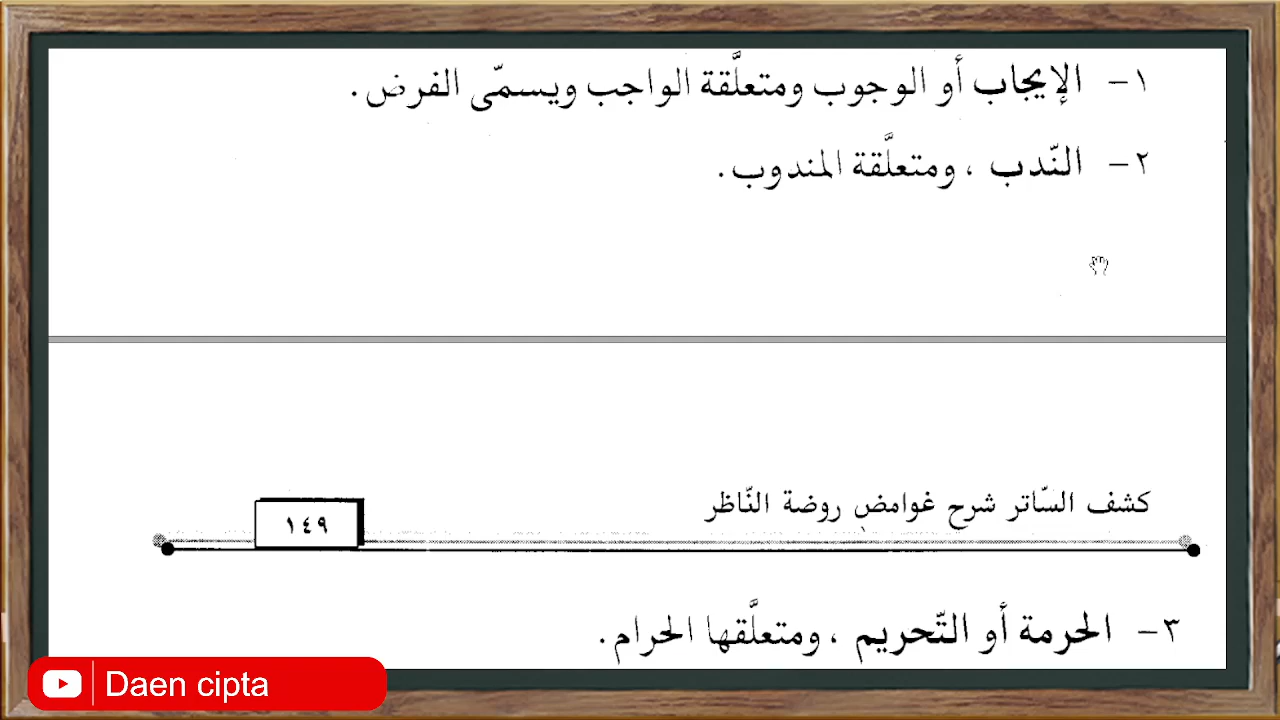 ١- الإيجاب أو الوجوب ومتعلَّقة الواجب ويسمّى الفرض.
٢- النّدب ، ومتعلَّقة المندوب.
كشف السّاتر شرح غوامض روضة النّاظر
١٤٩
٣- الحرمة أو التّحريم ، ومتعلَّقها الحرام.
Daen cipta